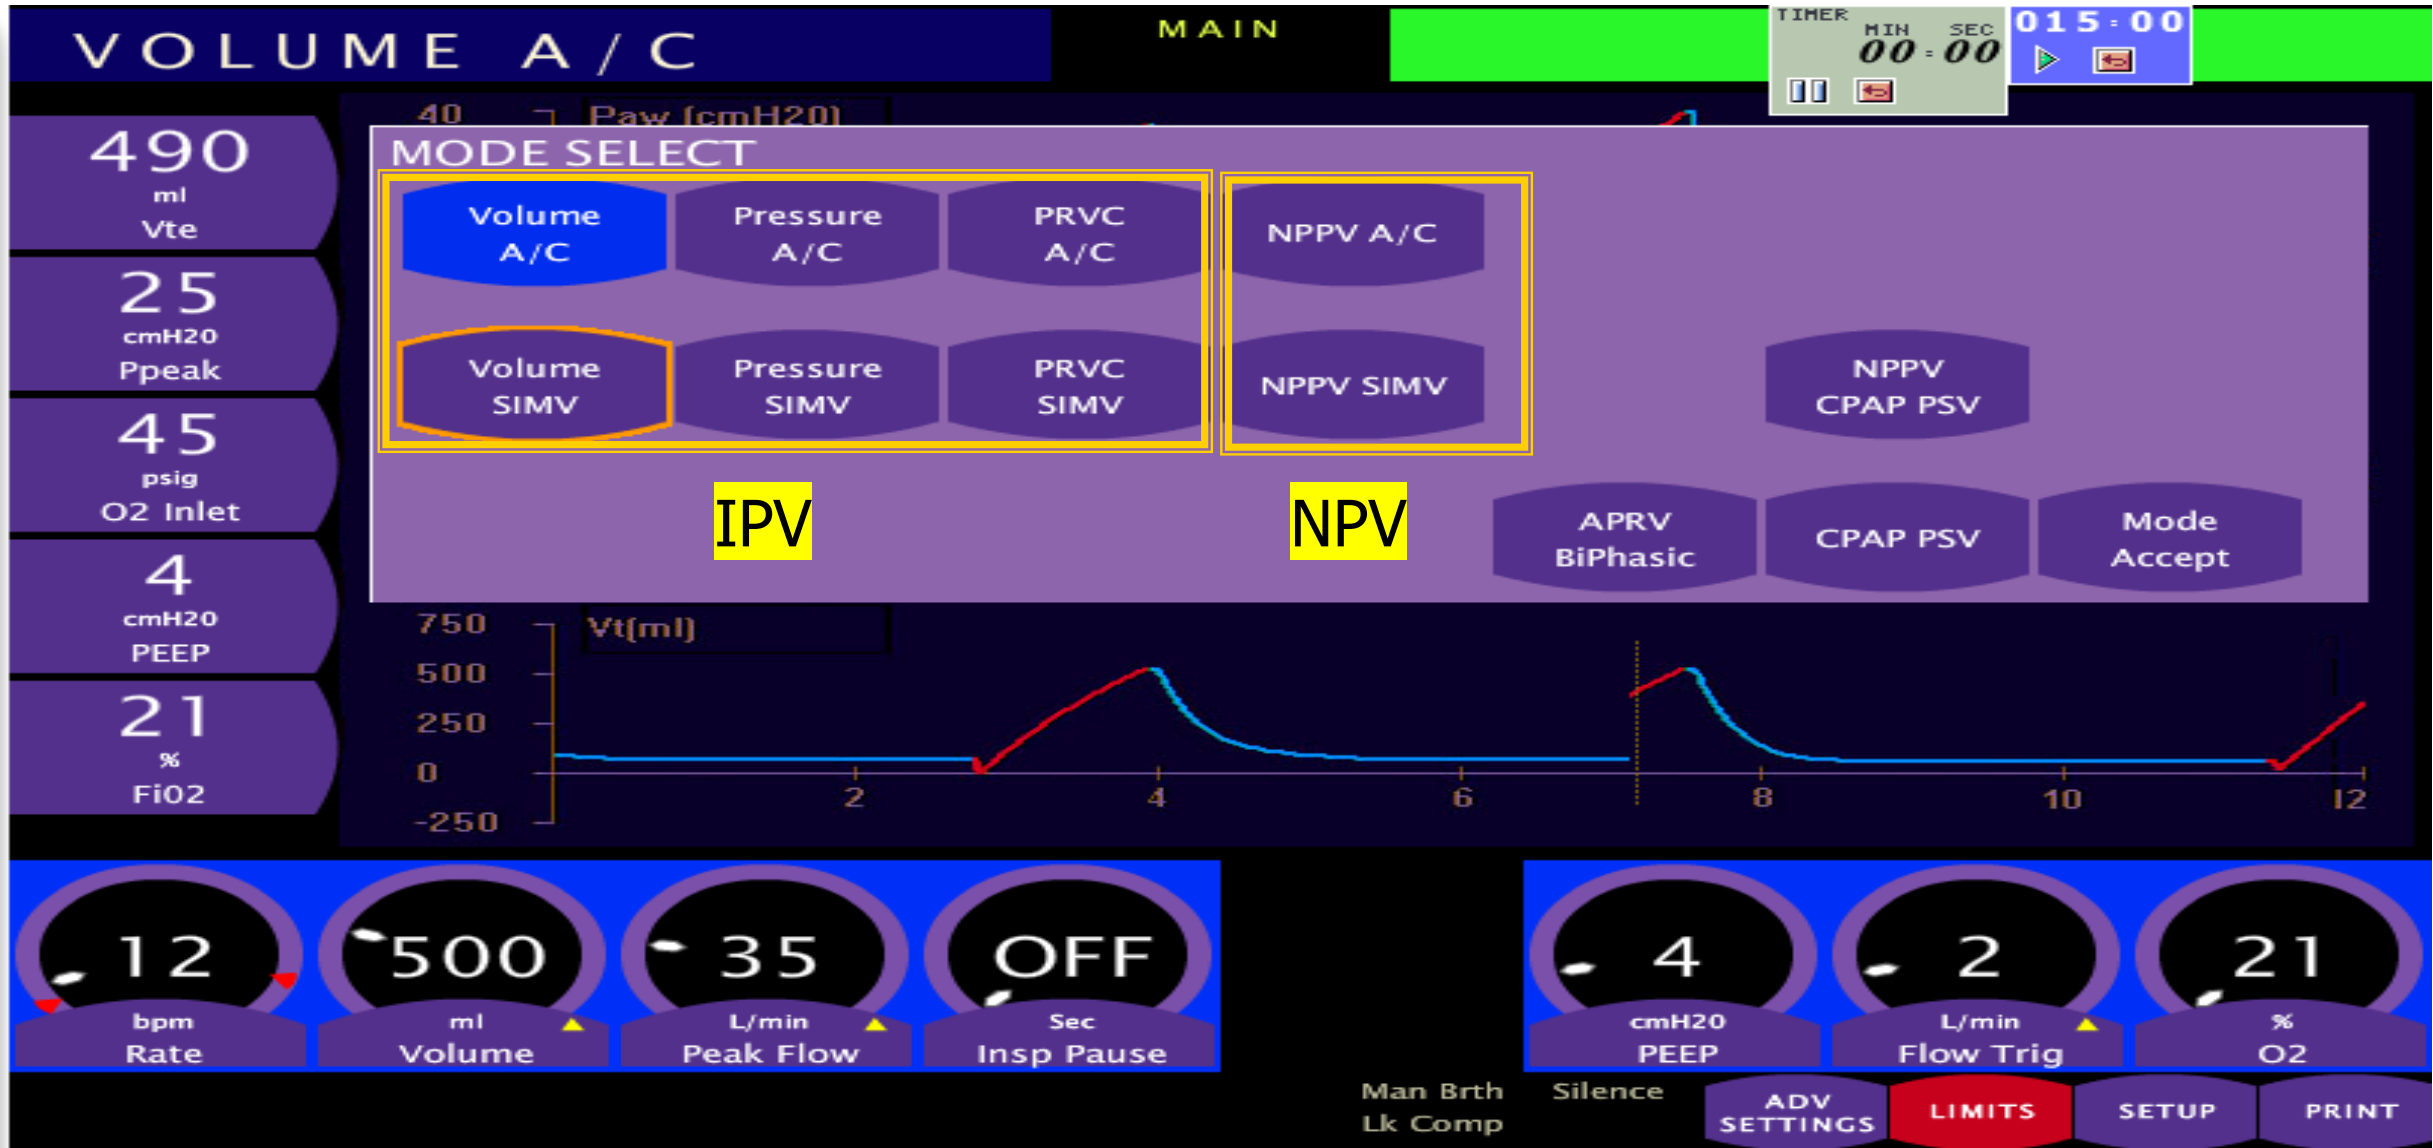 VOLUME A/C
MAIN
TIMER
MIN SEC
00:00
015:00
490
ml
Vte
25
cmH20
Ppeak
45
psig
O2 Inlet
4
cmH20
PEEP
21
%
FiO2
40
Paw (cmH20)
MODE SELECT
Volume
A/C
Pressure
A/C
PRVC
A/C
NPPV A/C
Volume
SIMV
Pressure
SIMV
PRVC
SIMV
NPPV SIMV
NPPV
CPAP PSV
IPV
NPV
APRV
BiPhasic
CPAP PSV
Mode
Accept
750
Vt(ml)
500
250
0
-250
2 4 6 8 10 12
12
bpm
Rate
500
ml
Volume
35
L/min
Peak Flow
OFF
Sec
Insp Pause
4
cmH20
PEEP
2
L/min
Flow Trig
21
%
O2
Man Brth
Silence
Lk Comp
ADV
SETTINGS
LIMITS
SETUP
PRINT